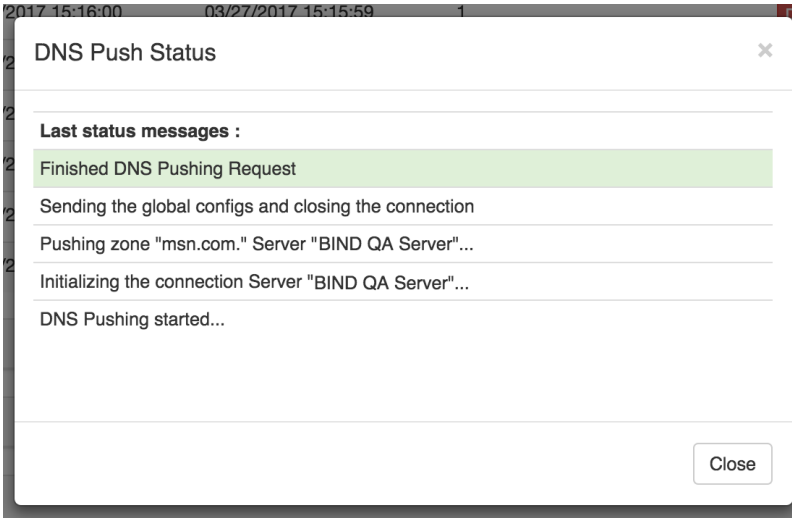 /2017 15:16:00 03/27/2017 15:15:59 1
DNS Push Status
×
Last status messages :
Finished DNS Pushing Request
Sending the global configs and closing the connection
Pushing zone "msn.com." Server "BIND QA Server"...
Initializing the connection Server "BIND QA Server"...
DNS Pushing started...
Close